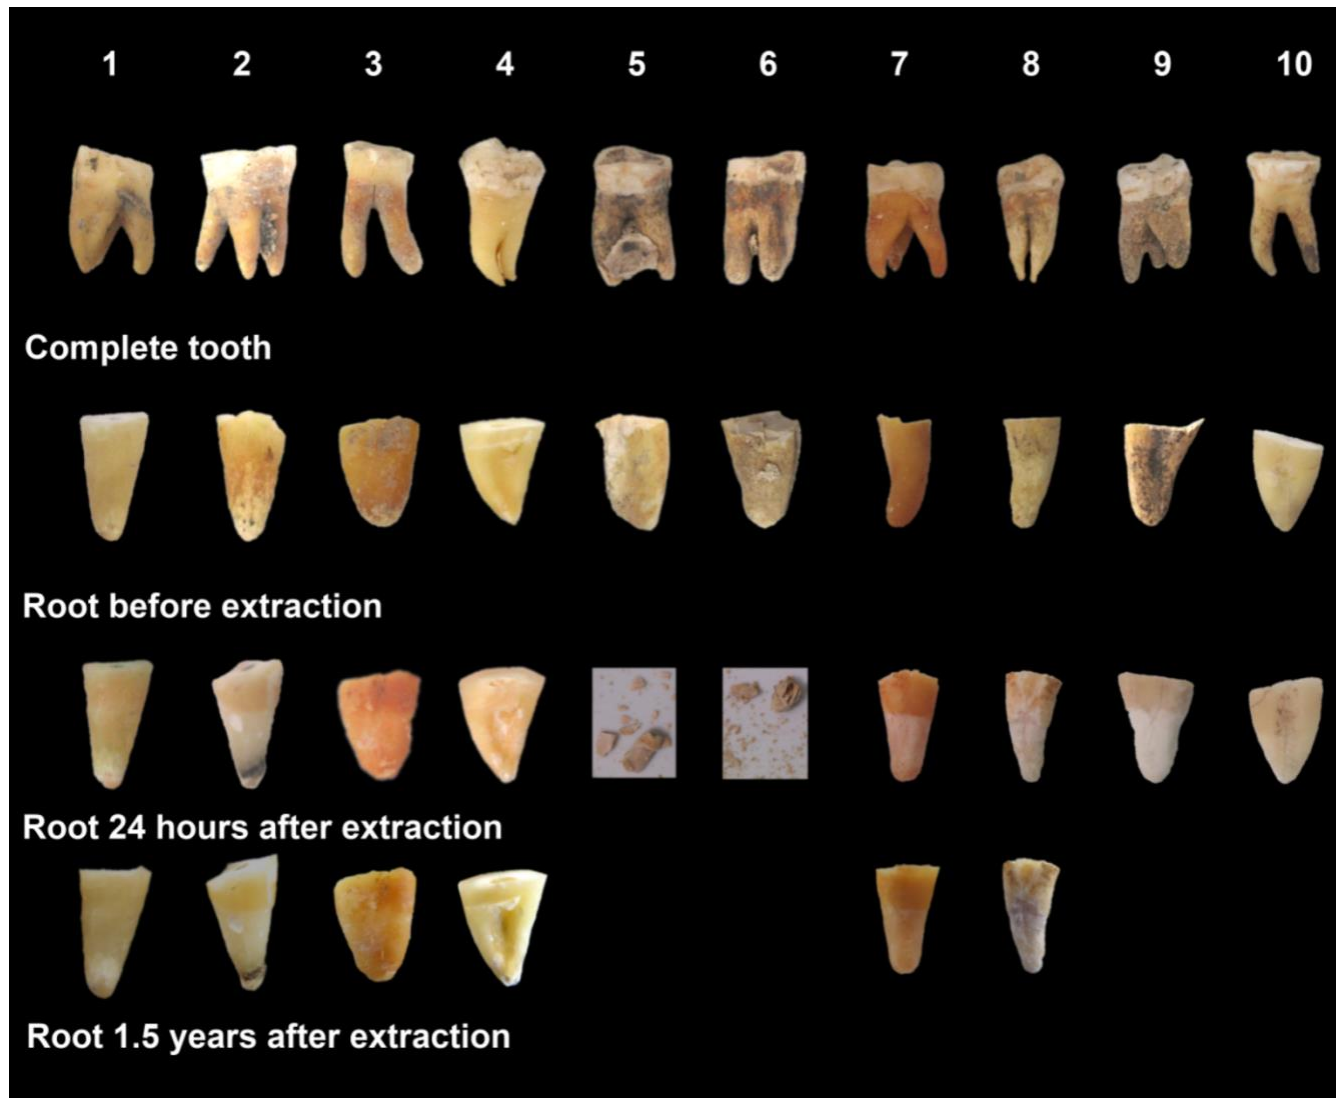 1 2 3 4 5 6 7 8 9 10
Complete tooth
Root before extraction
Root 24 hours after extraction
Root 1.5 years after extraction